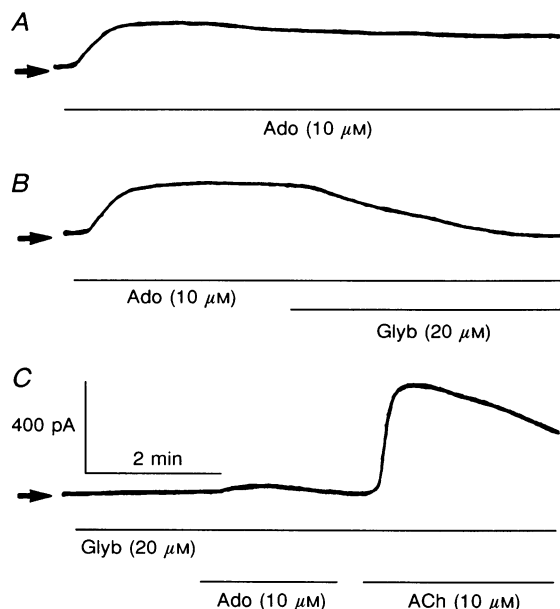 A
Ado (10 μM)
B
Ado (10 μM)
Glyb (20 μM)
C
400 pA
2 min
Glyb (20 μM)
Ado (10 μM)
ACh (10 μM)